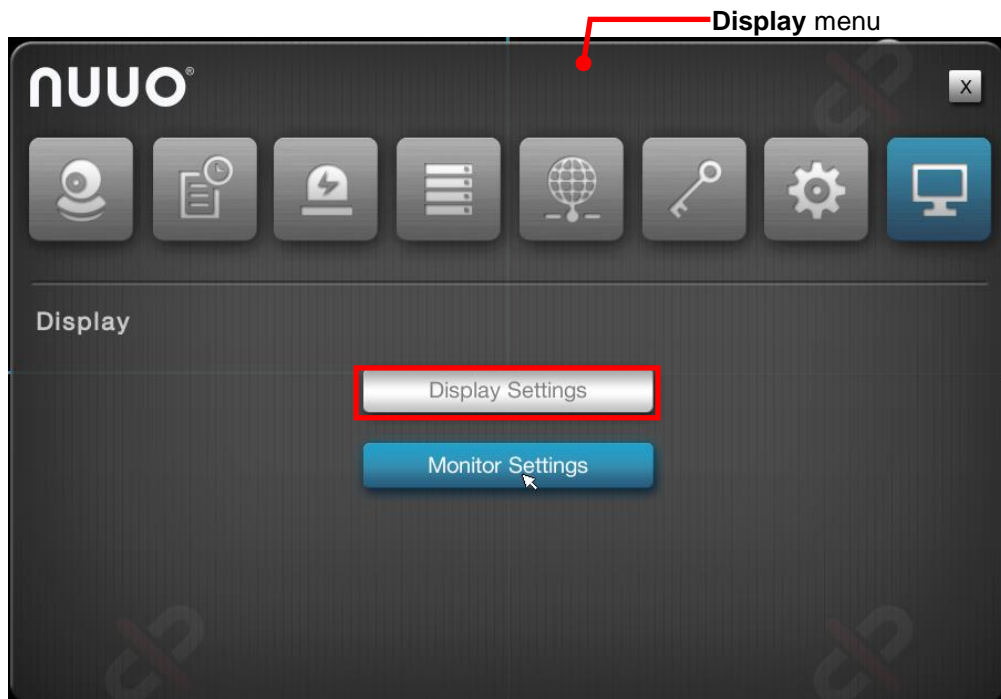 Display menu
nuuo®
X
Display
Display Settings
Monitor Settings